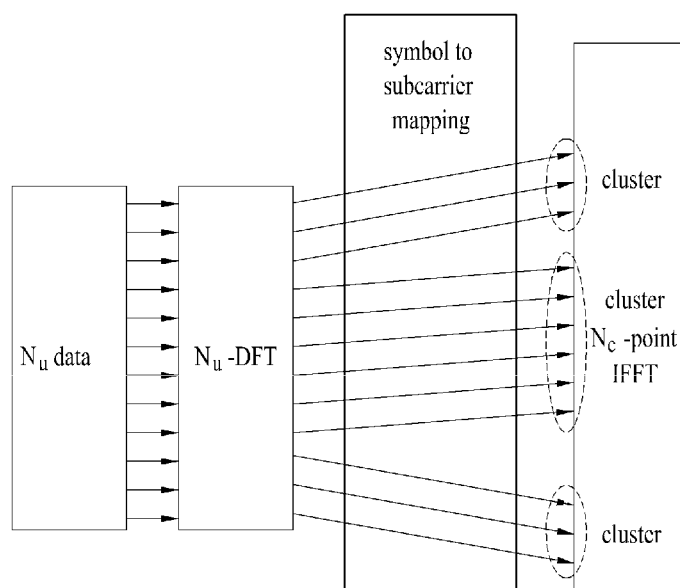 symbol to
subcarrier
mapping
cluster
cluster
N_c -point
IFFT
N_u data
N_u -DFT
cluster